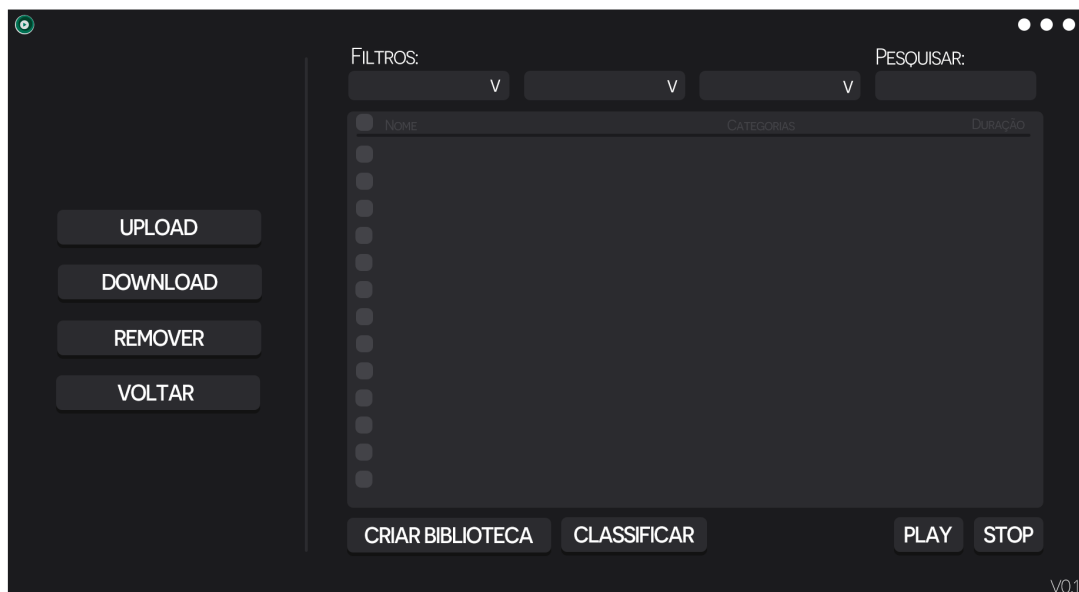 FILTROS:
PESQUISAR:
V
V
V
NOME
CATEGORIAS
DURAÇÃO
UPLOAD
DOWNLOAD
REMOVER
VOLTAR
CRIAR BIBLIOTECA
CLASSIFICAR
PLAY
STOP
V0.1